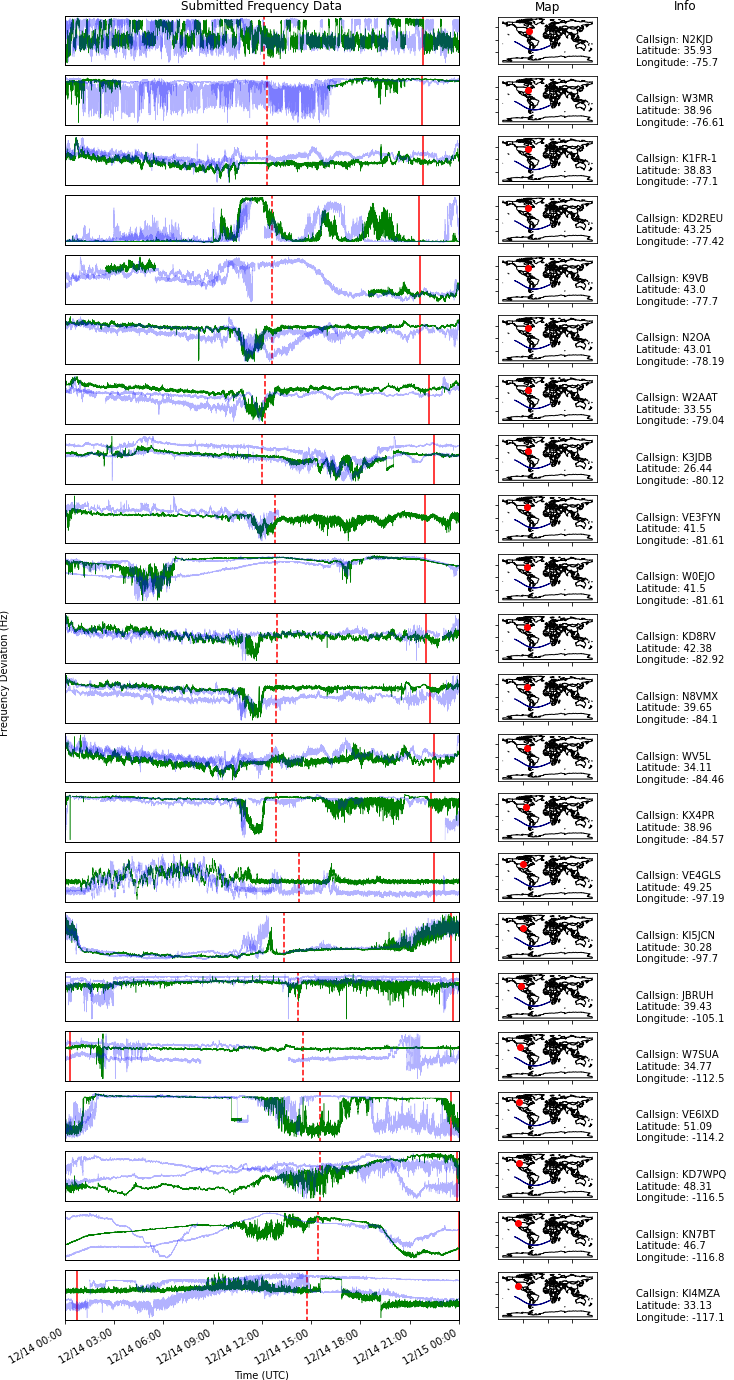 Submitted Frequency Data
Map
Info
Callsign: N2KJD
Latitude: 35.93
Longitude: -75.7
Callsign: W3MR
Latitude: 38.96
Longitude: -76.61
Callsign: K1FR-1
Latitude: 38.83
Longitude: -77.1
Callsign: KD2REU
Latitude: 43.25
Longitude: -77.42
Callsign: K9VB
Latitude: 43.0
Longitude: -77.7
Callsign: N2OA
Latitude: 43.01
Longitude: -78.19
Callsign: W2AAT
Latitude: 33.55
Longitude: -79.04
Callsign: K3JDB
Latitude: 26.44
Longitude: -80.12
Callsign: VE3FYN
Latitude: 41.5
Longitude: -81.61
Callsign: W0EJO
Latitude: 41.5
Longitude: -81.61
Callsign: KD8RV
Latitude: 42.38
Longitude: -82.92
Callsign: N8VMX
Latitude: 39.65
Longitude: -84.1
Callsign: WV5L
Latitude: 34.11
Longitude: -84.46
Callsign: KX4PR
Latitude: 38.96
Longitude: -84.57
Callsign: VE4GLS
Latitude: 49.25
Longitude: -97.19
Callsign: KI5JCN
Latitude: 30.28
Longitude: -97.7
Callsign: JBRUH
Latitude: 39.43
Longitude: -105.1
Callsign: W7SUA
Latitude: 34.77
Longitude: -112.5
Callsign: VE6IXD
Latitude: 51.09
Longitude: -114.2
Callsign: KD7WPQ
Latitude: 48.31
Longitude: -116.5
Callsign: KN7BT
Latitude: 46.7
Longitude: -116.8
Callsign: KI4MZA
Latitude: 33.13
Longitude: -117.1
Frequency Deviation (Hz)
12/14 00:00
12/14 03:00
12/14 06:00
12/14 09:00
12/14 12:00
12/14 15:00
12/14 18:00
12/14 21:00
12/15 00:00
Time (UTC)